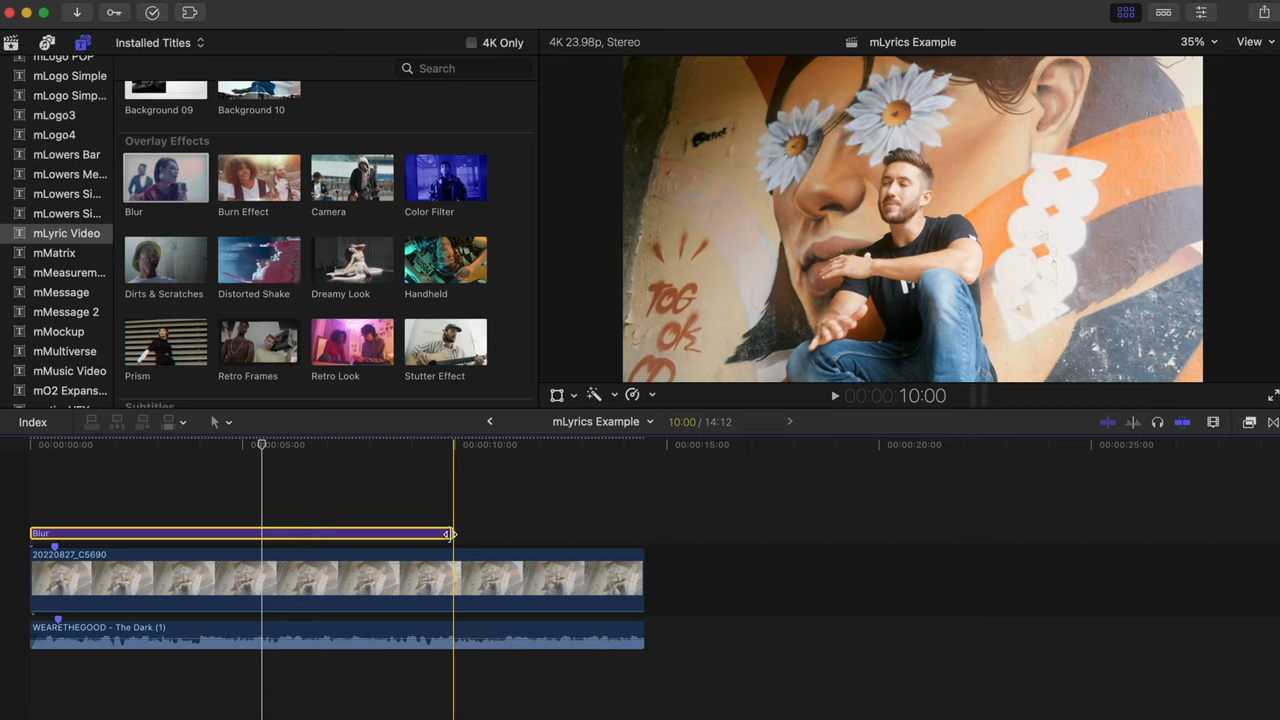 Installed Titles
4K Only
4K 23.98p, Stereo
mLyrics Example
35%
View
mLogo POP
mLogo Simple
mLogo Simp...
mLogo3
mLogo4
mLowers Bar
mLowers Me...
mLowers Si...
mLowers Si...
mLyric Video
mMatrix
mMeasurem...
mMessage
mMessage 2
mMockup
mMultiverse
mMusic Video
mO2 Expans...
Search
Background 09
Background 10
Overlay Effects
Blur
Burn Effect
Camera
Color Filter
Dirts & Scratches
Distorted Shake
Dreamy Look
Handheld
Prism
Retro Frames
Retro Look
Stutter Effect
Subtitles
TOG
OK
00:00:10:00
Index
mLyrics Example
10:00 / 14:12
00:00:00:00
00:00:05:00
00:00:10:00
00:00:15:00
00:00:20:00
00:00:25:00
Blur
20220827_C5690
WEARETHEGOOD - The Dark (1)